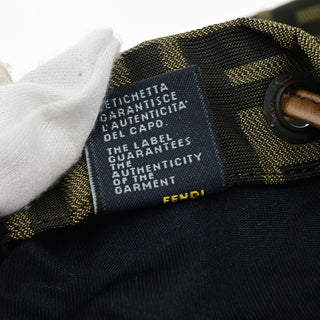 L'ETICHETTA
GARANTISCE
L'AUTENTICITA'
DEL CAPO.
THE LABEL
GUARANTEES
THE
AUTHENTICITY
OF THE
GARMENT
FENDI